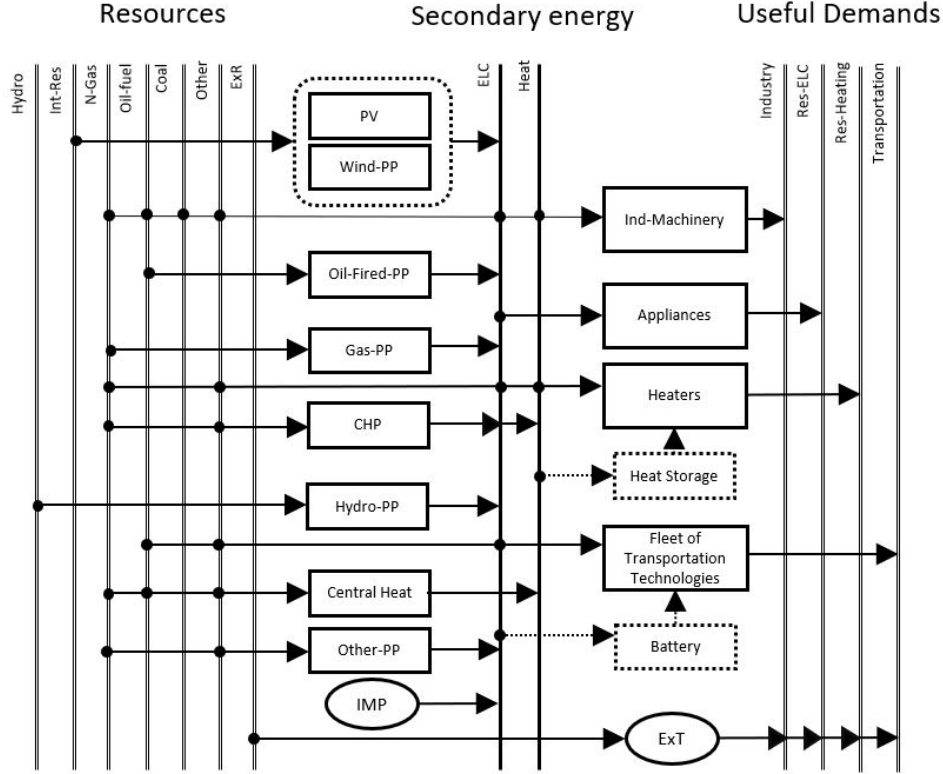 Resources
Secondary energy
Useful Demands
Hydro
Int-Res
N-Gas
Oil-fuel
Coal
Other
ExR
ELC
Heat
Industry
Res-ELC
Res-Heating
Transportation
PV
Wind-PP
Ind-Machinery
Oil-Fired-PP
Appliances
Gas-PP
Heaters
CHP
Heat Storage
Hydro-PP
Fleet of
Transportation
Technologies
Central Heat
Other-PP
Battery
IMP
ExT